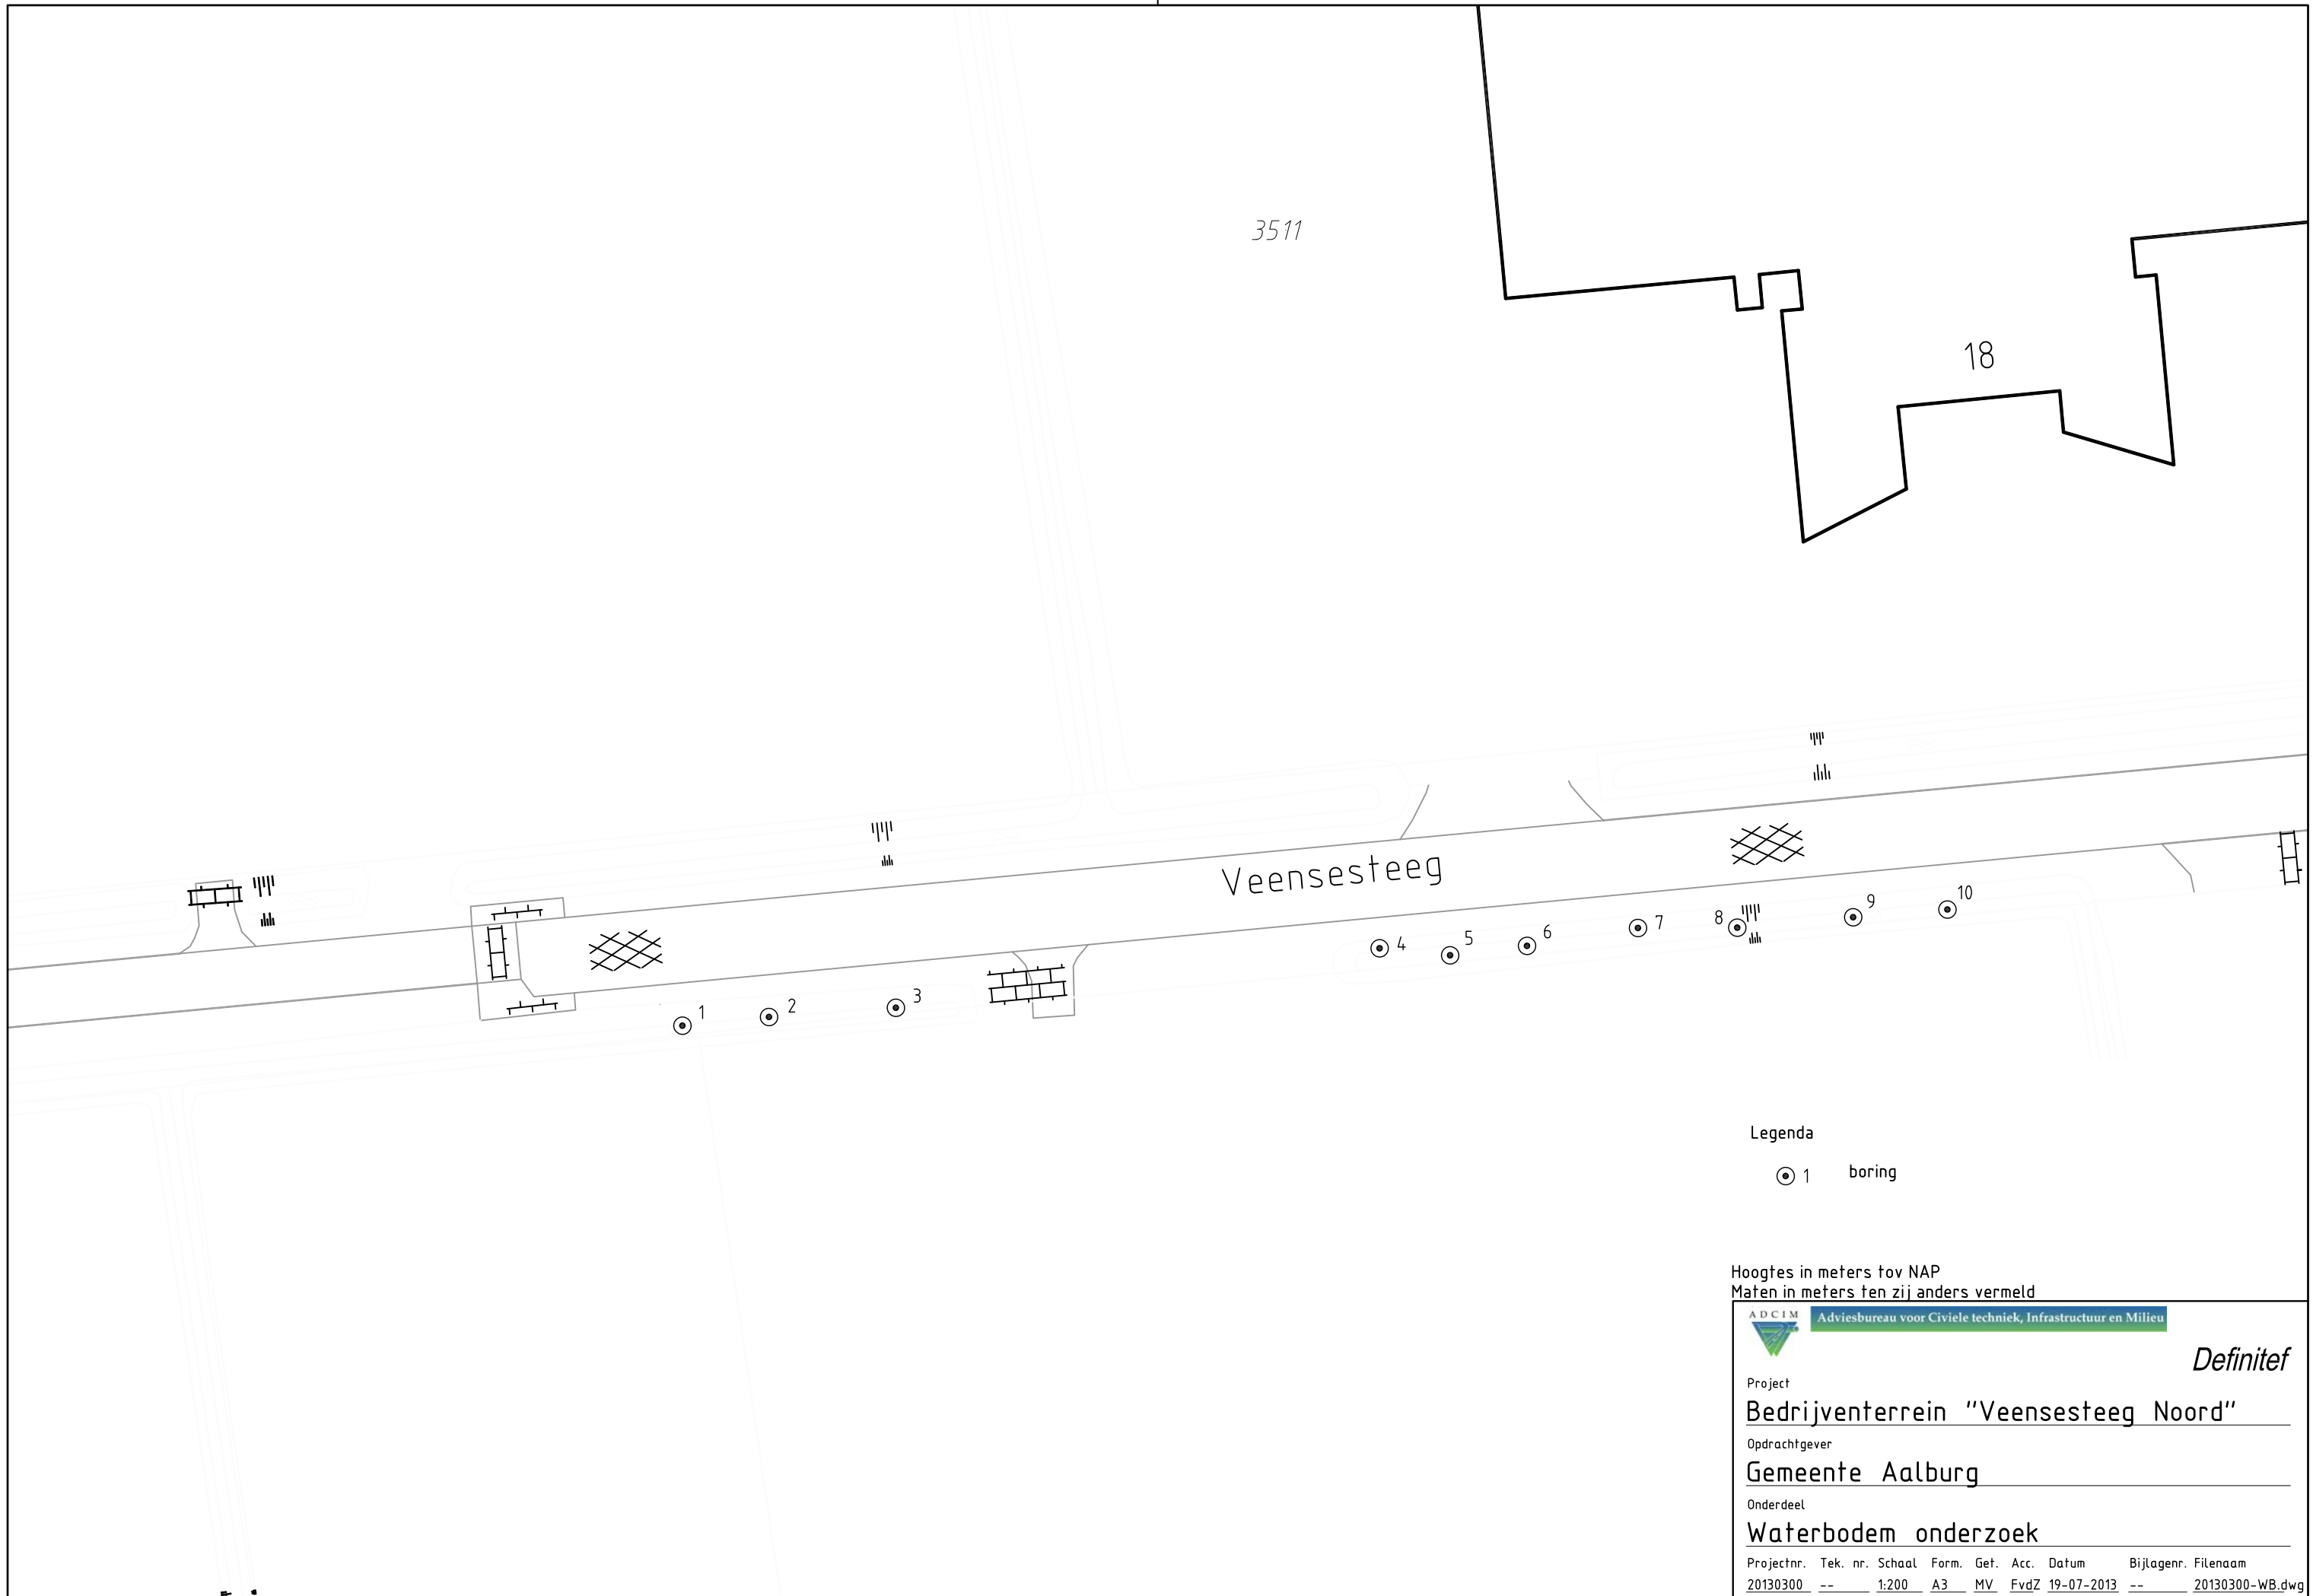 3511
18
Veensesteeg
1
2
3
4
5
6
7
8
9
10
Legenda
1 boring
Hoogtes in meters tov NAP
Maten in meters ten zij anders vermeld
ADCIM
Adviesbureau voor Civiele techniek, Infrastructuur en Milieu
Definitef
Project
Bedrijventerrein "Veensesteeg Noord"
Opdrachtgever
Gemeente Aalburg
Onderdeel
Waterbodem onderzoek
Projectnr. Tek. nr. Schaal Form. Get. Acc. Datum Bijlagenr. Filenaam
20130300 -- 1:200 A3 MV FvdZ 19-07-2013 -- 20130300-WB.dwg